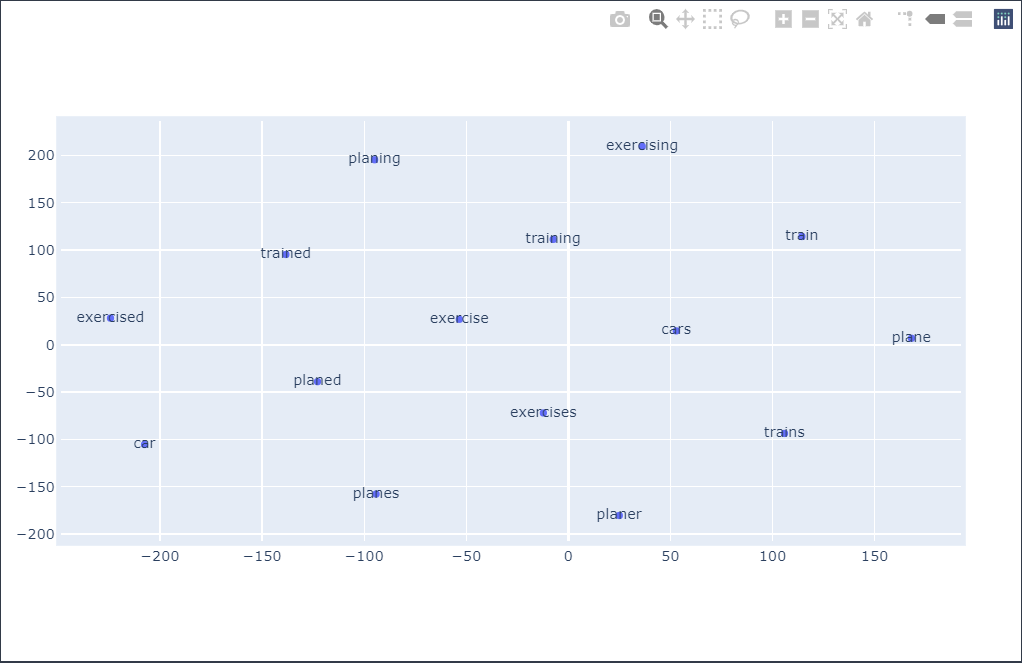 200
150
100
50
0
−50
−100
−150
−200
exercising
planing
train
training
trained
exercised
exercise
cars
plane
planed
exercises
trains
car
planes
planer
−200 −150 −100 −50 0 50 100 150